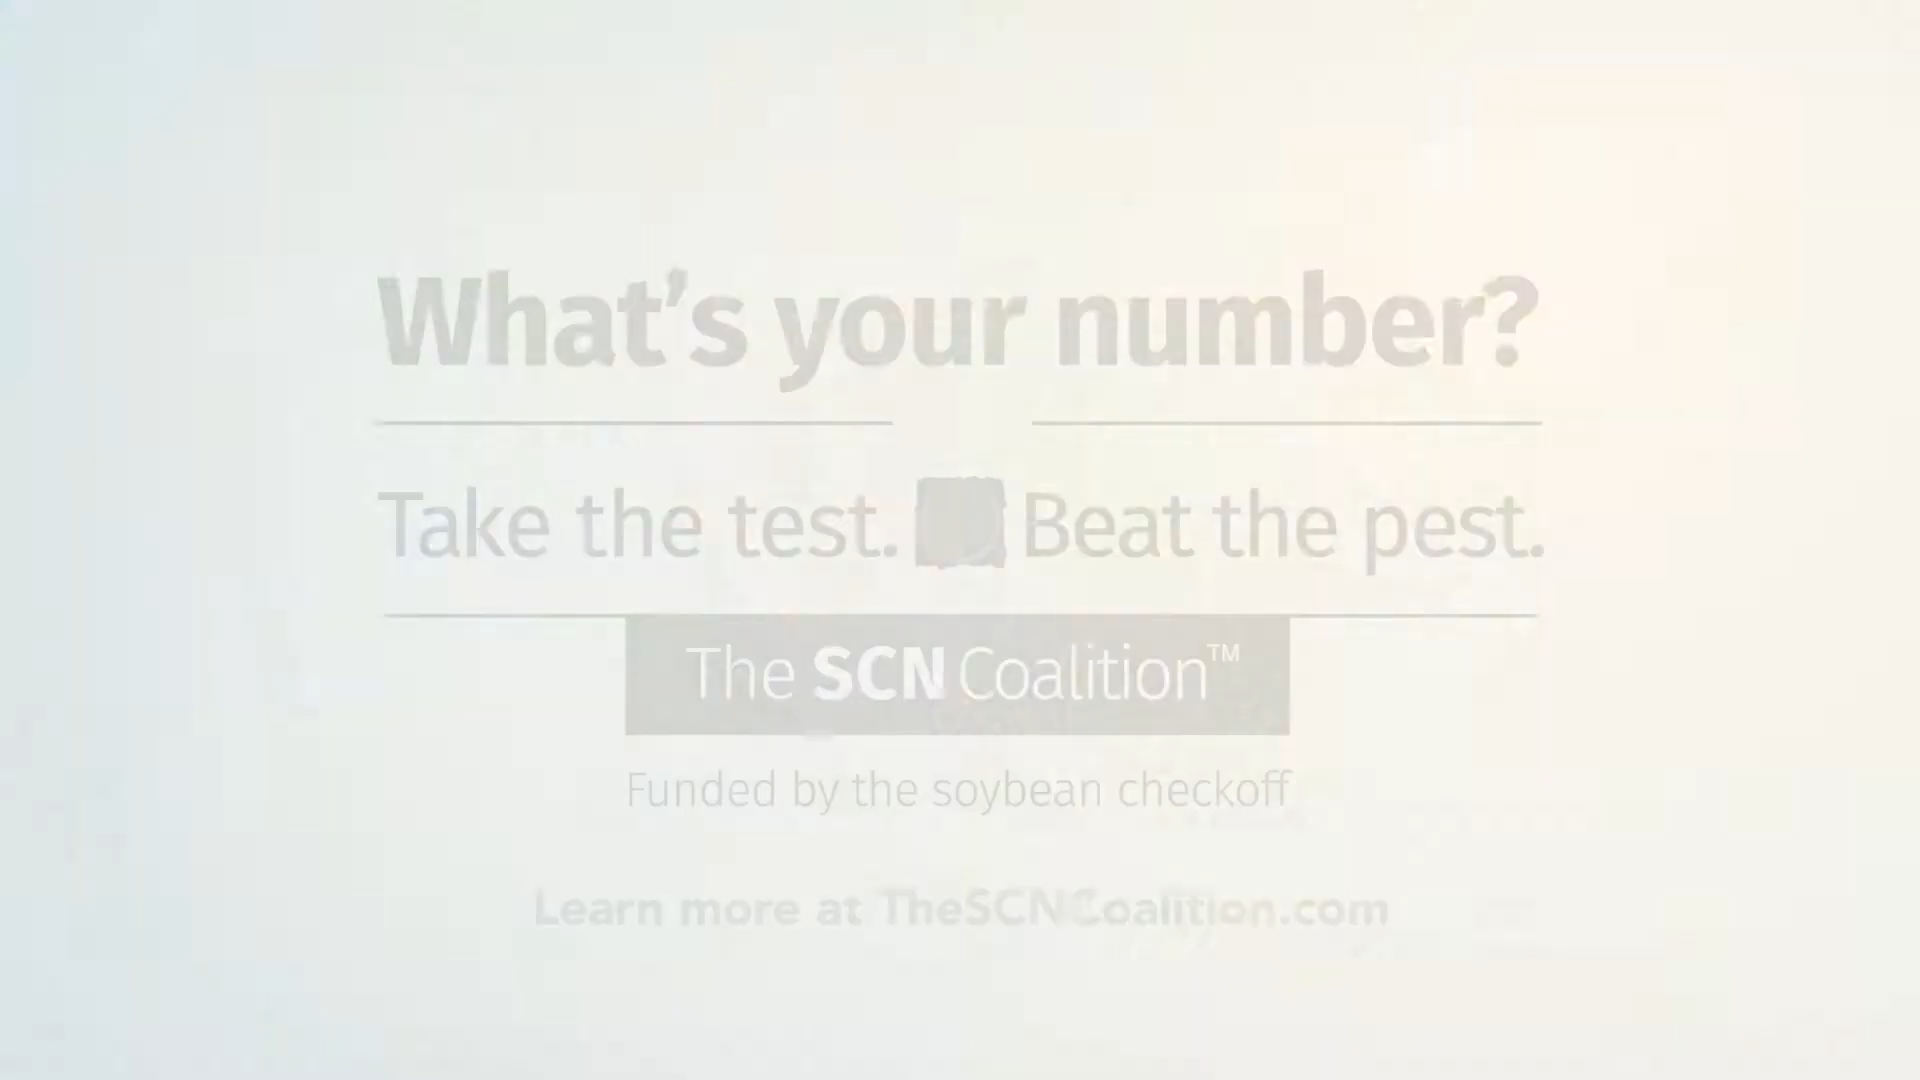 What's your number?
Take the test. Beat the pest.
The SCN Coalition™
Funded by the soybean checkoff
Learn more at TheSCNCoalition.com